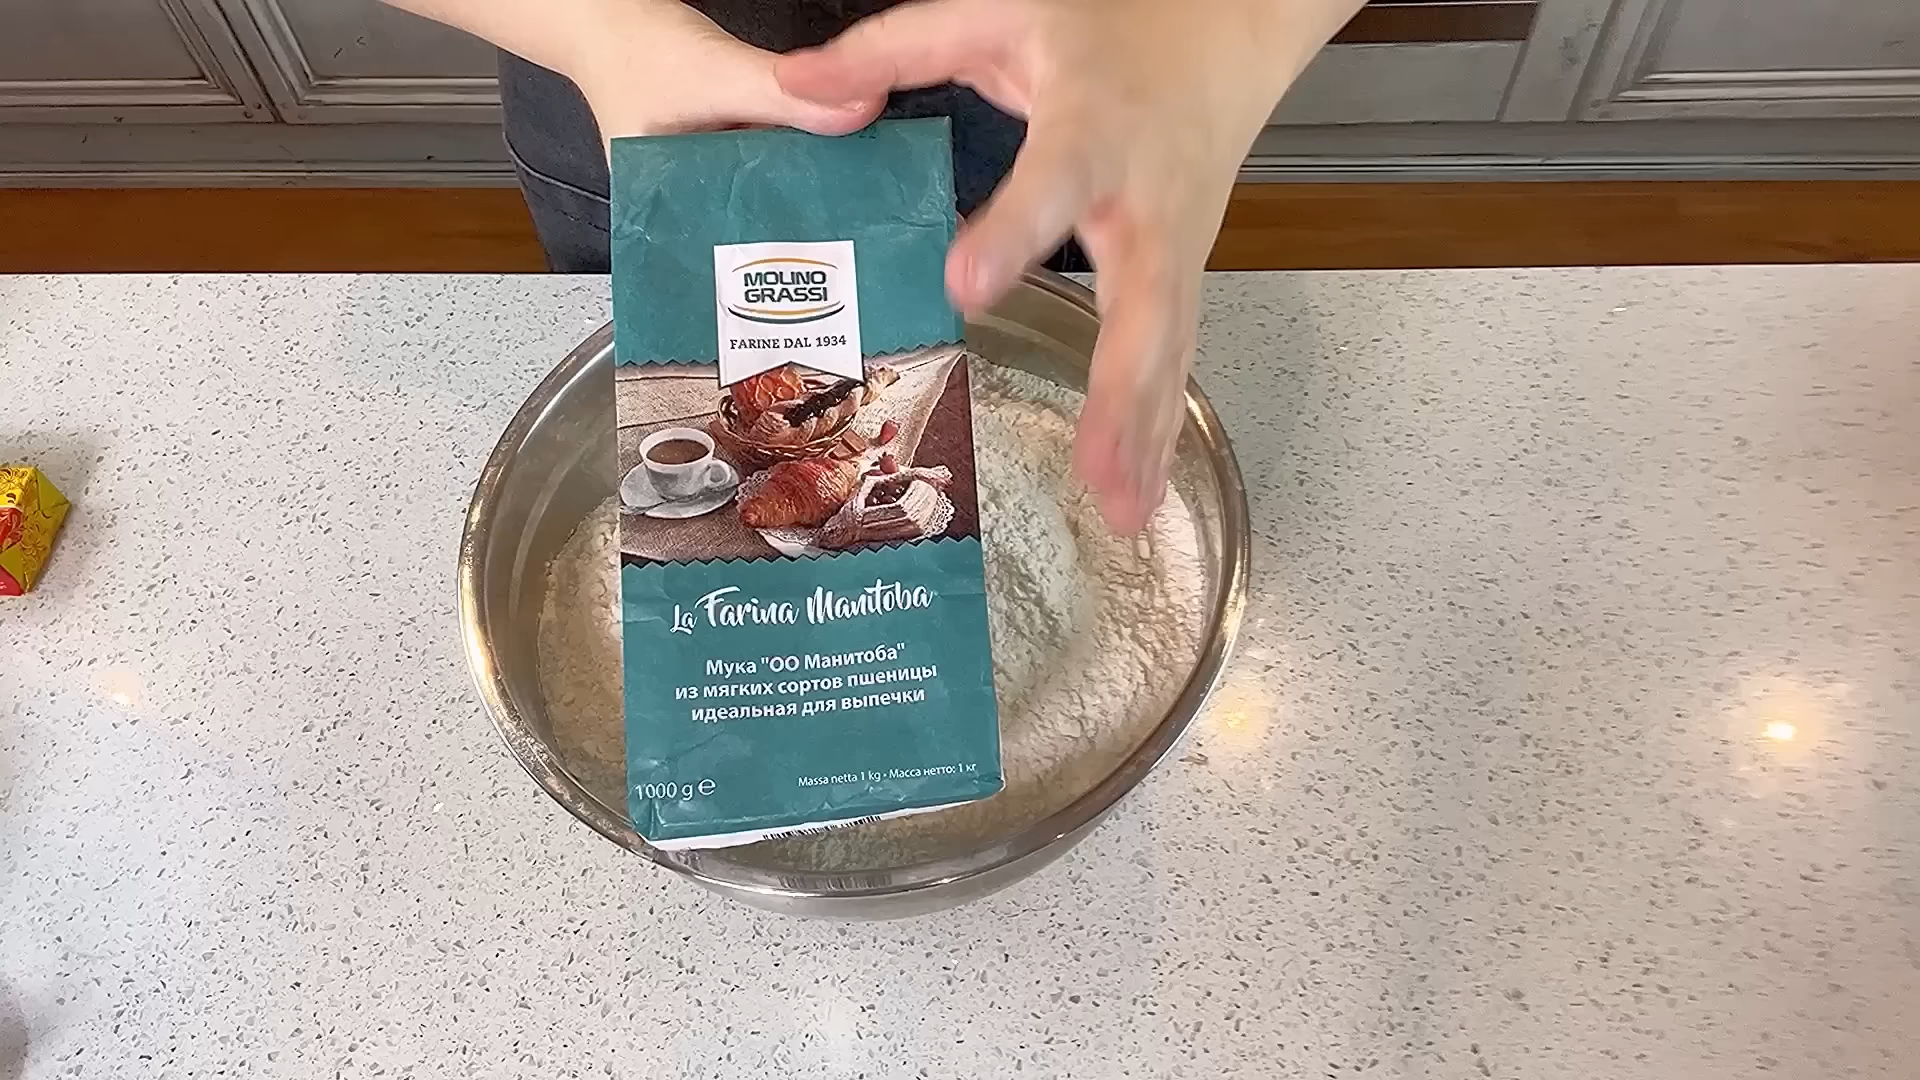 MOLINO
GRASSI
FARINE DAL 1934
La Farina Manitoba
Мука "ОО Манитоба"
из мягких сортов пшеницы
идеальная для выпечки
1000 g ℮
Massa netta 1 kg • Масса нетто: 1 кг